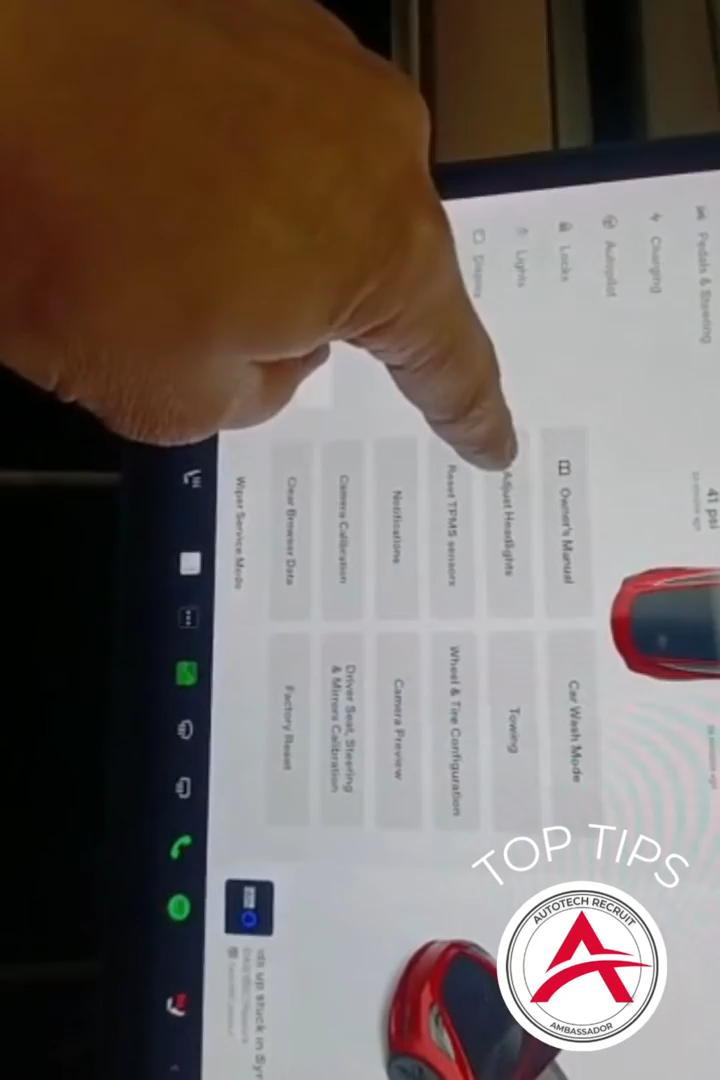 Pedals & Steering
Charging
Autopilot
Locks
Lights
Display
41 psi
Owner's Manual
Car Wash Mode
Adjust Headlights
Towing
Reset TPMS sensors
Wheel & Tire Configuration
Notifications
Camera Preview
Camera Calibration
Driver Seat, Steering
& Mirrors Calibration
Clear Browser Data
Factory Reset
Wiper Service Mode
TOP TIPS
AUTOTECH RECRUIT
AMBASSADOR